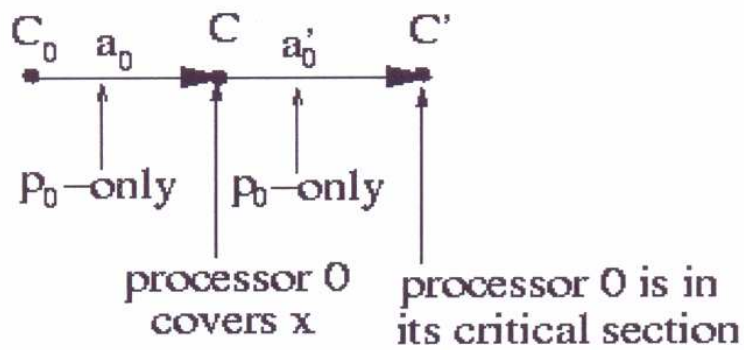 C₀ a₀ C a₀' C'
p₀-only p₀-only
processor 0 processor 0 is in
covers x its critical section